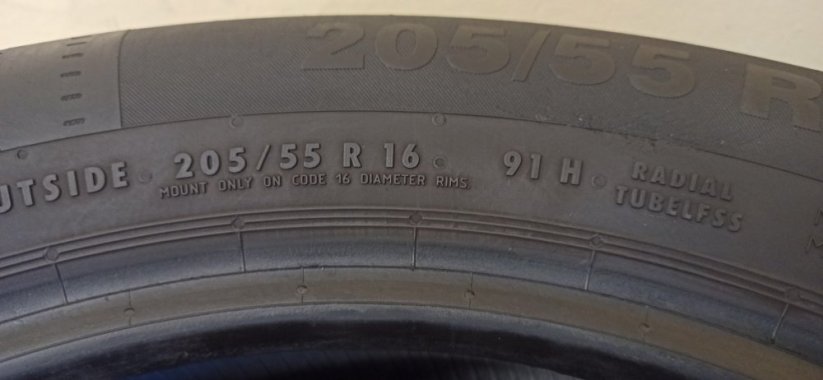 205/55 R
UTSIDE 205/55 R 16 91 H RADIAL
MOUNT ONLY ON CODE 16 DIAMETER RIMS TUBELESS